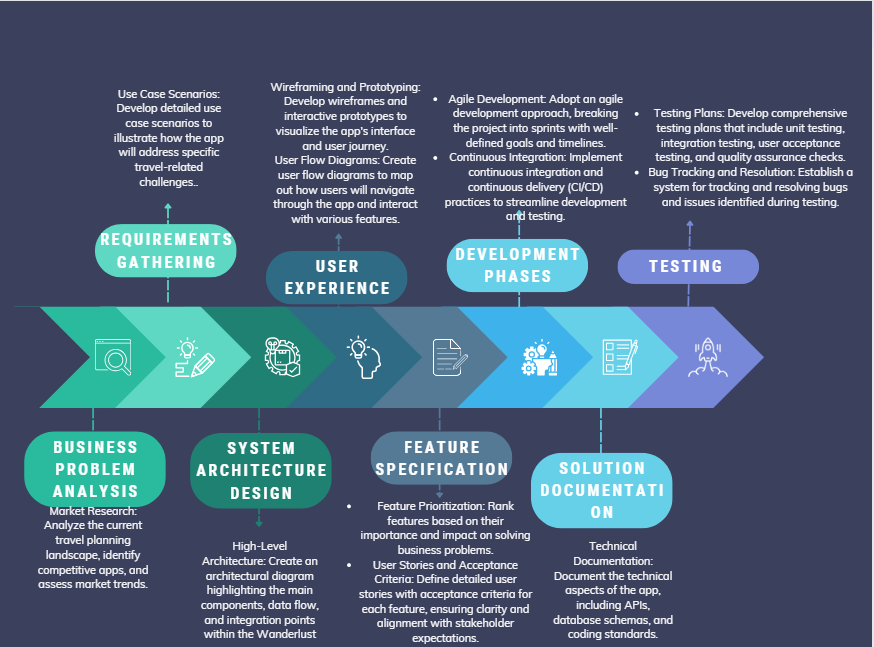 Use Case Scenarios:
Develop detailed use
case scenarios to
illustrate how the app
will address specific
travel-related
challenges..
REQUIREMENTS
GATHERING
Wireframing and Prototyping:
Develop wireframes and
interactive prototypes to
visualize the app's interface
and user journey.
User Flow Diagrams: Create
user flow diagrams to map
out how users will navigate
through the app and interact
with various features.
USER
EXPERIENCE
• Agile Development: Adopt an agile
development approach, breaking
the project into sprints with well-
defined goals and timelines.
• Continuous Integration: Implement
continuous integration and
continuous delivery (CI/CD)
practices to streamline development
and testing.
DEVELOPMENT
PHASES
• Testing Plans: Develop comprehensive
testing plans that include unit testing,
integration testing, user acceptance
testing, and quality assurance checks.
• Bug Tracking and Resolution: Establish a
system for tracking and resolving bugs
and issues identified during testing.
TESTING
BUSINESS
PROBLEM
ANALYSIS
Market Research:
Analyze the current
travel planning
landscape, identify
competitive apps, and
assess market trends.
SYSTEM
ARCHITECTURE
DESIGN
High-Level
Architecture: Create an
architectural diagram
highlighting the main
components, data flow,
and integration points
within the Wanderlust
FEATURE
SPECIFICATION
• Feature Prioritization: Rank
features based on their
importance and impact on solving
business problems.
• User Stories and Acceptance
Criteria: Define detailed user
stories with acceptance criteria for
each feature, ensuring clarity and
alignment with stakeholder
expectations.
SOLUTION
DOCUMENTATI
ON
Technical
Documentation:
Document the technical
aspects of the app,
including APIs,
database schemas, and
coding standards.